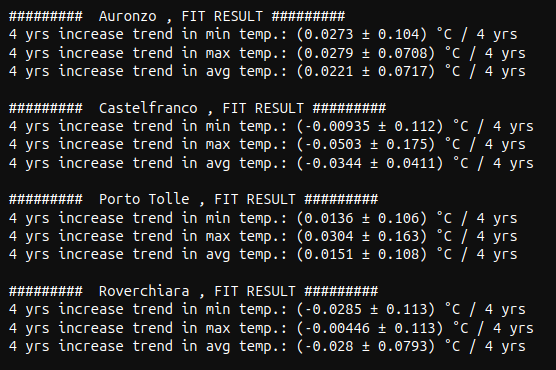 #########  Auronzo , FIT RESULT #########
4 yrs increase trend in min temp.: (0.0273 ± 0.104) °C / 4 yrs
4 yrs increase trend in max temp.: (0.0279 ± 0.0708) °C / 4 yrs
4 yrs increase trend in avg temp.: (0.0221 ± 0.0717) °C / 4 yrs
#########  Castelfranco , FIT RESULT #########
4 yrs increase trend in min temp.: (-0.00935 ± 0.112) °C / 4 yrs
4 yrs increase trend in max temp.: (-0.0503 ± 0.175) °C / 4 yrs
4 yrs increase trend in avg temp.: (-0.0344 ± 0.0411) °C / 4 yrs
#########  Porto Tolle , FIT RESULT #########
4 yrs increase trend in min temp.: (0.0136 ± 0.106) °C / 4 yrs
4 yrs increase trend in max temp.: (0.0304 ± 0.163) °C / 4 yrs
4 yrs increase trend in avg temp.: (0.0151 ± 0.108) °C / 4 yrs
#########  Roverchiara , FIT RESULT #########
4 yrs increase trend in min temp.: (-0.0285 ± 0.113) °C / 4 yrs
4 yrs increase trend in max temp.: (-0.00446 ± 0.113) °C / 4 yrs
4 yrs increase trend in avg temp.: (-0.028 ± 0.0793) °C / 4 yrs